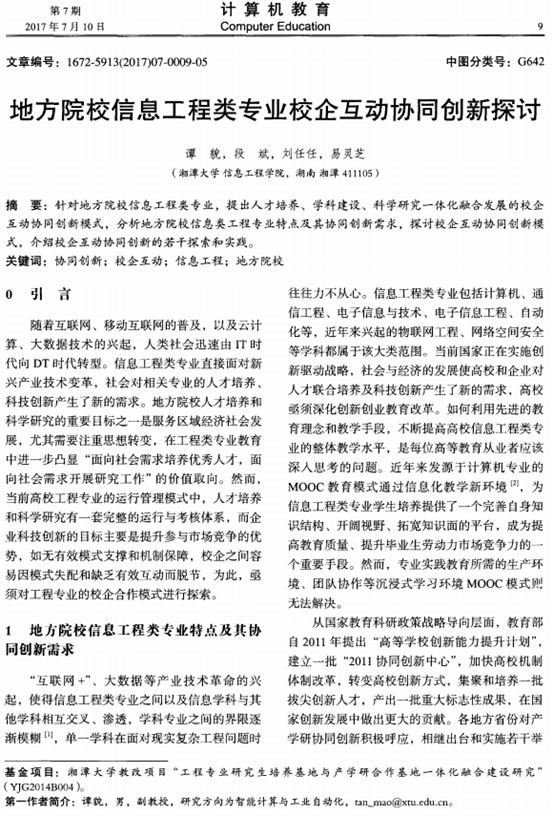 第 7 期
2017 年 7 月 10 日
计 算 机 教 育
Computer Education
9
文章编号：1672-5913(2017)07-0009-05
中图分类号：G642
地方院校信息工程类专业校企互动协同创新探讨
谭 貌，段 斌，刘任任，易灵芝
（湘潭大学 信息工程学院，湖南 湘潭 411105）
摘 要：针对地方院校信息工程类专业，提出人才培养、学科建设、科学研究一体化融合发展的校企
互动协同创新模式，分析地方院校信息类工程专业特点及其协同创新需求，探讨校企互动协同创新模
式，介绍校企互动协同创新的若干探索和实践。
关键词：协同创新；校企互动；信息工程；地方院校
0 引 言
随着互联网、移动互联网的普及，以及云计
算、大数据技术的兴起，人类社会迅速由 IT 时
代向 DT 时代转型。信息工程类专业直接面对新
兴产业技术变革，社会对相关专业的人才培养、
科技创新产生了新的需求。地方院校人才培养和
科学研究的重要目标之一是服务区域经济社会发
展，尤其需要注重思想转变，在工程类专业教育
中进一步凸显“面向社会需求培养优秀人才，面
向社会需求开展研究工作”的价值取向。然而，
当前高校工程专业的运行管理模式中，人才培养
和科学研究有一套完整的运行与考核体系，而企
业科技创新的目标主要是提升参与市场竞争的优
势，如无有效模式支撑和机制保障，校企之间容
易因模式失配和缺乏有效互动而脱节，为此，亟
须对工程专业的校企合作模式进行探索。
1 地方院校信息工程类专业特点及其协
同创新需求
“互联网 +”、大数据等产业技术革命的兴
起，使得信息工程类专业之间以及信息学科与其
他学科相互交叉、渗透，学科专业之间的界限逐
渐模糊 [1]，单一学科在面对现实复杂工程问题时
往往力不从心。信息工程类专业包括计算机、通
信工程、电子信息与技术、电子信息工程、自动
化等，近年来兴起的物联网工程、网络空间安全
等学科都属于该大类范围。当前国家正在实施创
新驱动战略，社会与经济的发展使高校和企业对
人才联合培养及科技创新产生了新的需求，高校
亟须深化创新创业教育改革。如何利用先进的教
育理念和教学手段，不断提高高校信息工程类专
业的整体教学水平，是每位高等教育从业者应该
深入思考的问题。近年来发源于计算机专业的
MOOC 教育模式通过信息化教学新环境 [2]，为
信息工程类专业学生培养提供了一个完善自身知
识结构、开阔视野、拓宽知识面的平台，成为提
高教育质量、提升毕业生劳动力市场竞争力的一
个重要手段。然而，专业实践教育所需的生产环
境、团队协作等沉浸式学习环境 MOOC 模式则
无法解决。
从国家教育科研政策战略导向层面，教育部
自 2011 年提出“高等学校创新能力提升计划”，
建立一批“2011 协同创新中心”，加快高校机制
体制改革，转变高校创新方式，集聚和培养一批
拔尖创新人才，产出一批重大标志性成果，在国
家创新发展中做出更大的贡献。各地方省份对产
学研协同创新积极呼应，相继出台和实施若干举
基金项目：湘潭大学教改项目“工程专业研究生培养基地与产学研合作基地一体化融合建设研究”
（YJG2014B004）。
第一作者简介：谭貌，男，副教授，研究方向为智能计算与工业自动化，tan_mao@xtu.edu.cn。